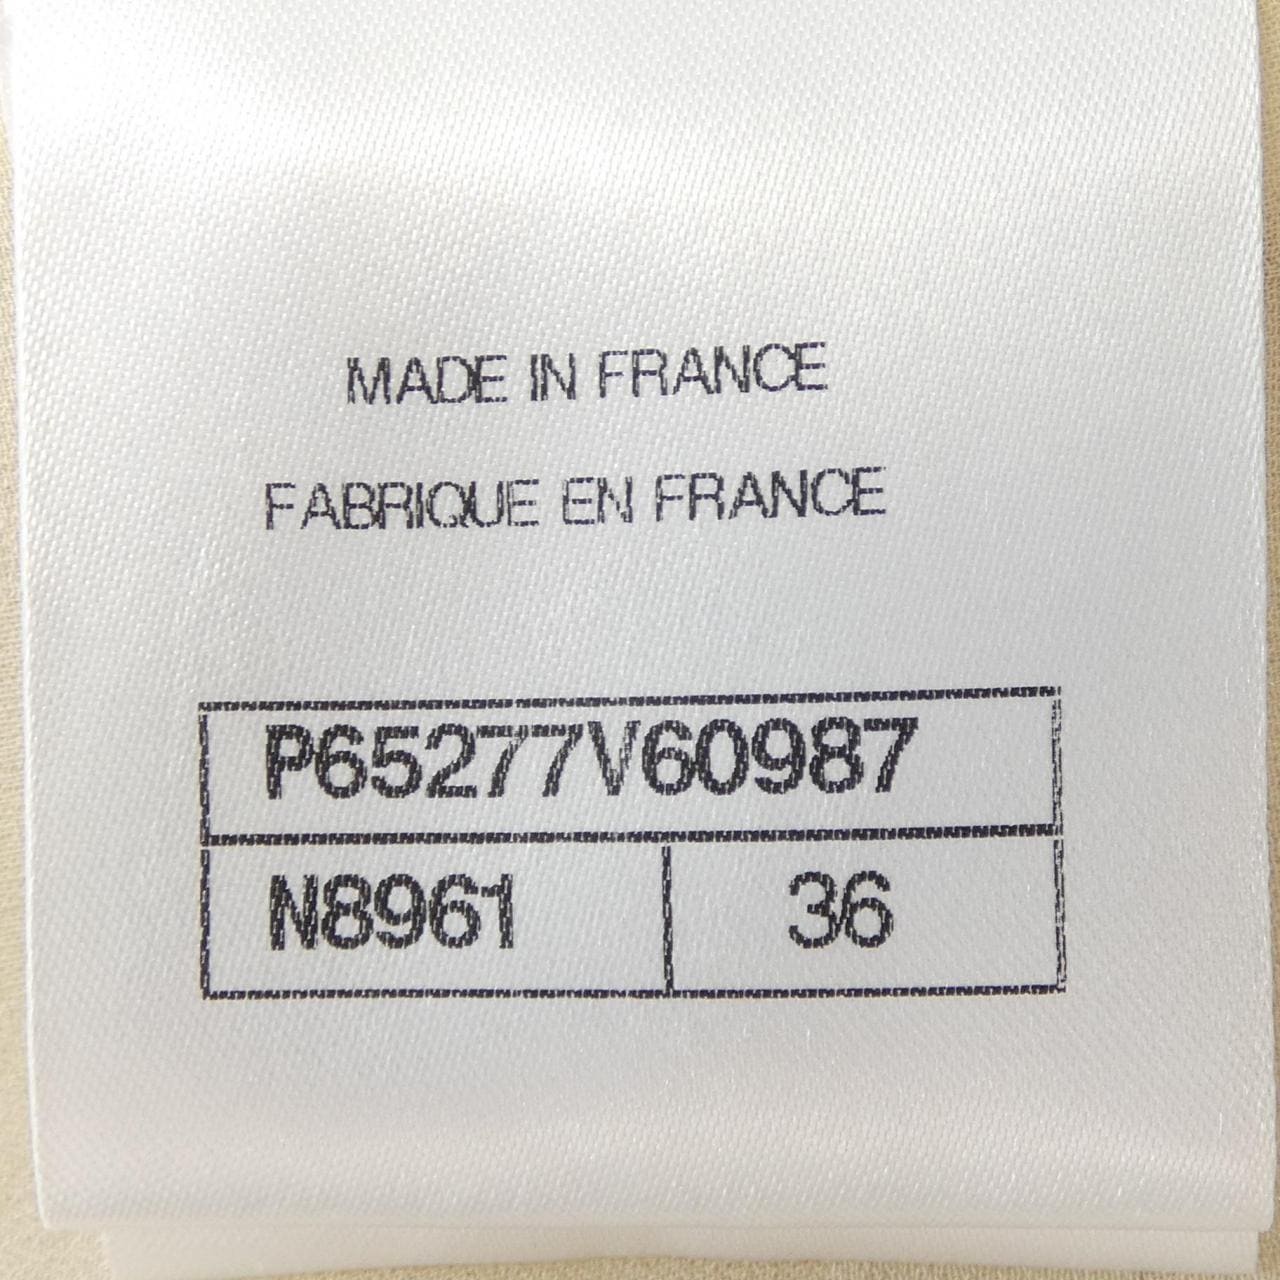 MADE IN FRANCE
FABRIQUE EN FRANCE
P65277V60987
N8961 36